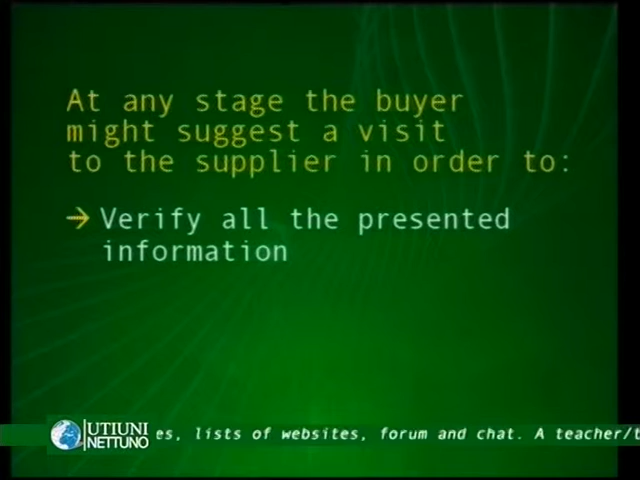 At any stage the buyer
might suggest a visit
to the supplier in order to:
→ Verify all the presented
information
UTIUNI
NETTUNO
es, lists of websites, forum and chat. A teacher/t